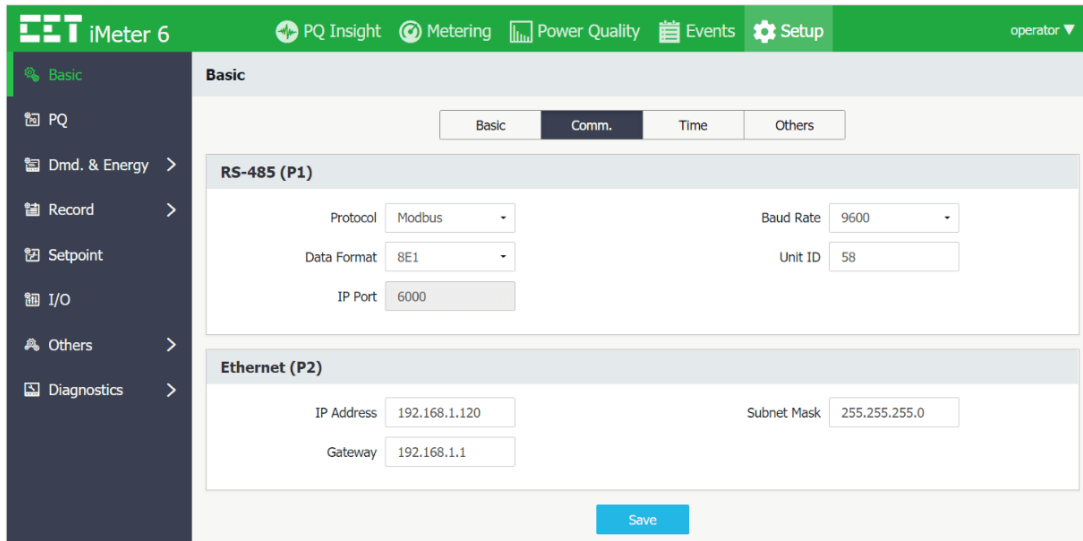 CET iMeter 6
PQ Insight
Metering
Power Quality
Events
Setup
operator ▼
Basic
PQ
Dmd. & Energy
Record
Setpoint
I/O
Others
Diagnostics
Basic
Basic
Comm.
Time
Others
RS-485 (P1)
Protocol Modbus
Baud Rate 9600
Data Format 8E1
Unit ID 58
IP Port 6000
Ethernet (P2)
IP Address 192.168.1.120
Subnet Mask 255.255.255.0
Gateway 192.168.1.1
Save